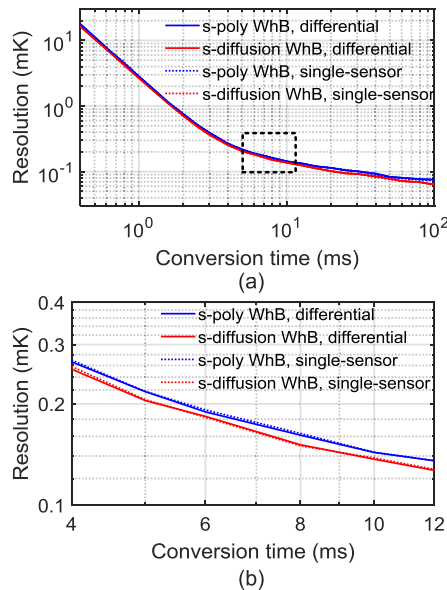 s-poly WhB, differential
s-diffusion WhB, differential
s-poly WhB, single-sensor
s-diffusion WhB, single-sensor
Resolution (mK)
10^1
10^0
10^-1
10^0 10^1 10^2
Conversion time (ms)
(a)
s-poly WhB, differential
s-diffusion WhB, differential
s-poly WhB, single-sensor
s-diffusion WhB, single-sensor
Resolution (mK)
0.4
0.3
0.2
0.1
4 6 8 10 12
Conversion time (ms)
(b)